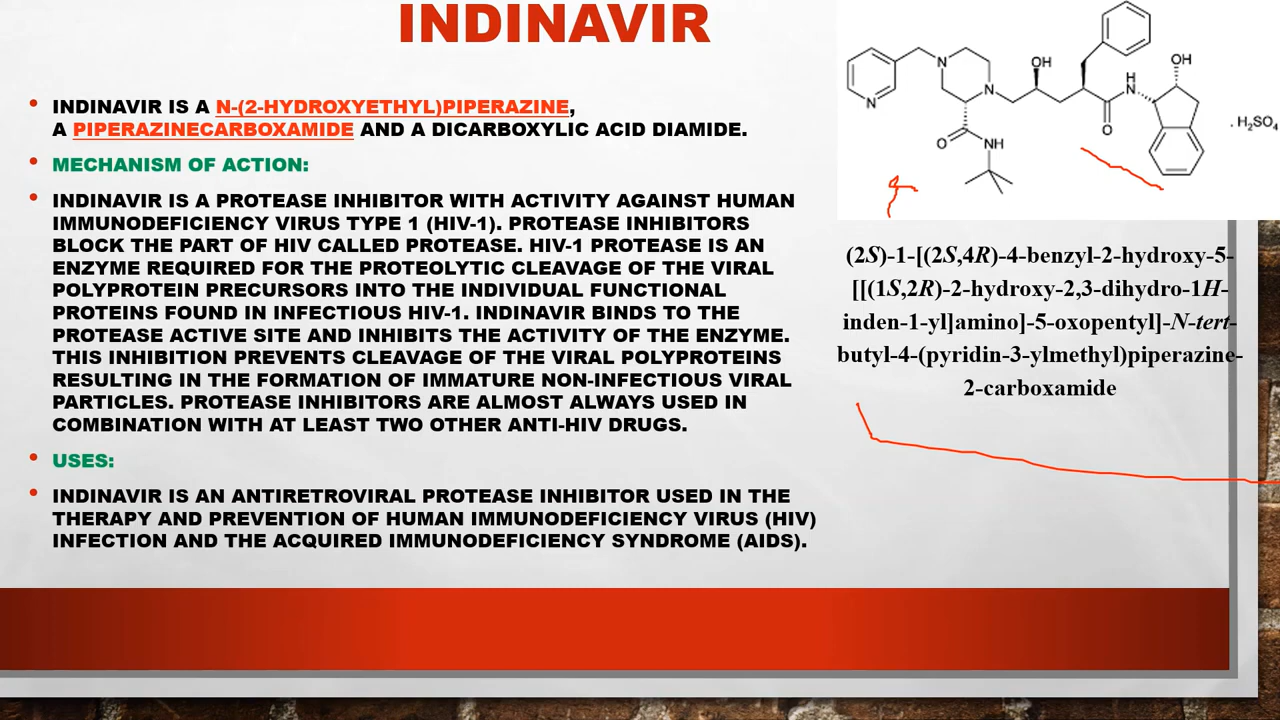 INDINAVIR
• INDINAVIR IS A N-(2-HYDROXYETHYL)PIPERAZINE,
A PIPERAZINECARBOXAMIDE AND A DICARBOXYLIC ACID DIAMIDE.
• MECHANISM OF ACTION:
• INDINAVIR IS A PROTEASE INHIBITOR WITH ACTIVITY AGAINST HUMAN
IMMUNODEFICIENCY VIRUS TYPE 1 (HIV-1). PROTEASE INHIBITORS
BLOCK THE PART OF HIV CALLED PROTEASE. HIV-1 PROTEASE IS AN
ENZYME REQUIRED FOR THE PROTEOLYTIC CLEAVAGE OF THE VIRAL
POLYPROTEIN PRECURSORS INTO THE INDIVIDUAL FUNCTIONAL
PROTEINS FOUND IN INFECTIOUS HIV-1. INDINAVIR BINDS TO THE
PROTEASE ACTIVE SITE AND INHIBITS THE ACTIVITY OF THE ENZYME.
THIS INHIBITION PREVENTS CLEAVAGE OF THE VIRAL POLYPROTEINS
RESULTING IN THE FORMATION OF IMMATURE NON-INFECTIOUS VIRAL
PARTICLES. PROTEASE INHIBITORS ARE ALMOST ALWAYS USED IN
COMBINATION WITH AT LEAST TWO OTHER ANTI-HIV DRUGS.
• USES:
• INDINAVIR IS AN ANTIRETROVIRAL PROTEASE INHIBITOR USED IN THE
THERAPY AND PREVENTION OF HUMAN IMMUNODEFICIENCY VIRUS (HIV)
INFECTION AND THE ACQUIRED IMMUNODEFICIENCY SYNDROME (AIDS).
N
N
N
OH
O
NH
O
H
N
OH
. H₂SO₄
(2S)-1-[(2S,4R)-4-benzyl-2-hydroxy-5-
[[(1S,2R)-2-hydroxy-2,3-dihydro-1H-
inden-1-yl]amino]-5-oxopentyl]-N-tert-
butyl-4-(pyridin-3-ylmethyl)piperazine-
2-carboxamide